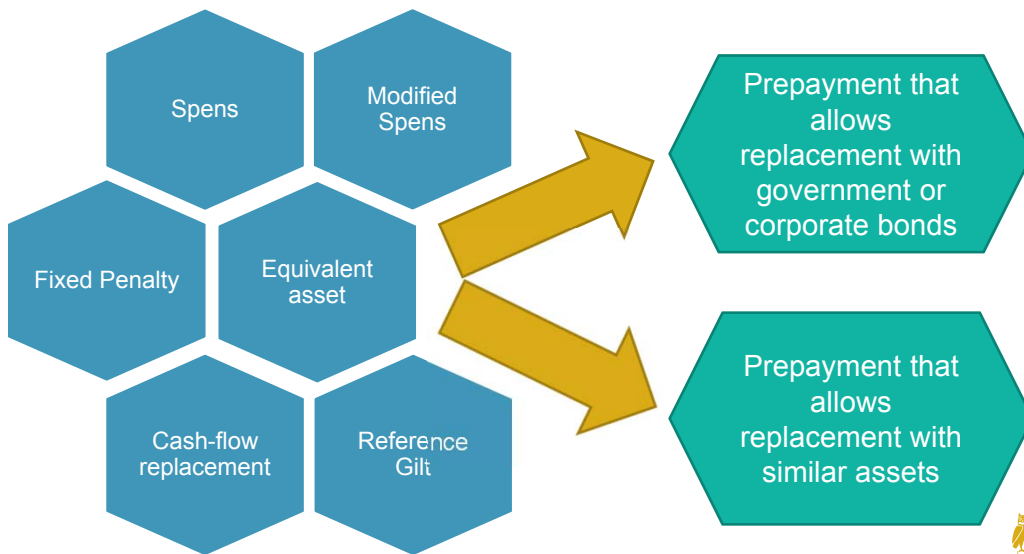 Spens
Modified
Spens
Fixed Penalty
Equivalent
asset
Cash-flow
replacement
Reference
Gilt
Prepayment that
allows
replacement with
government or
corporate bonds
Prepayment that
allows
replacement with
similar assets